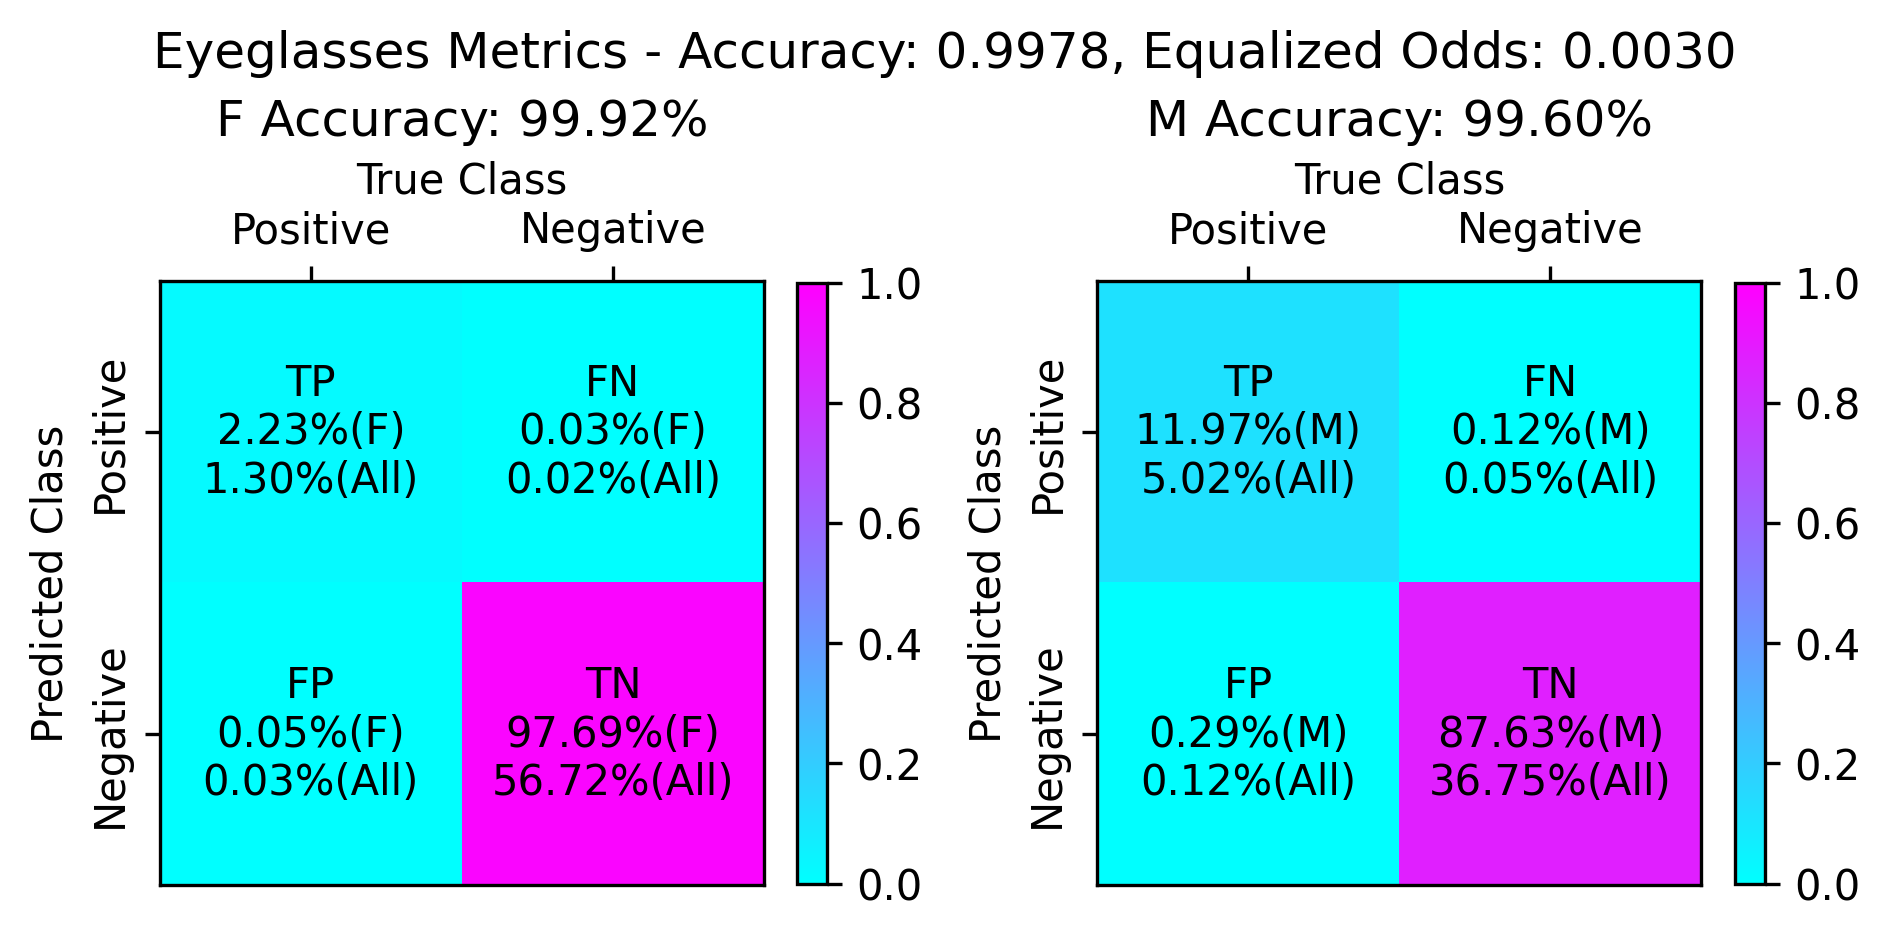 Eyeglasses Metrics - Accuracy: 0.9978, Equalized Odds: 0.0030
F Accuracy: 99.92%
True Class
Positive
Negative
Predicted Class
Positive
Negative
TP
2.23%(F)
1.30%(All)
FN
0.03%(F)
0.02%(All)
FP
0.05%(F)
0.03%(All)
TN
97.69%(F)
56.72%(All)
1.0
0.8
0.6
0.4
0.2
0.0
M Accuracy: 99.60%
True Class
Positive
Negative
Predicted Class
Positive
Negative
TP
11.97%(M)
5.02%(All)
FN
0.12%(M)
0.05%(All)
FP
0.29%(M)
0.12%(All)
TN
87.63%(M)
36.75%(All)
1.0
0.8
0.6
0.4
0.2
0.0